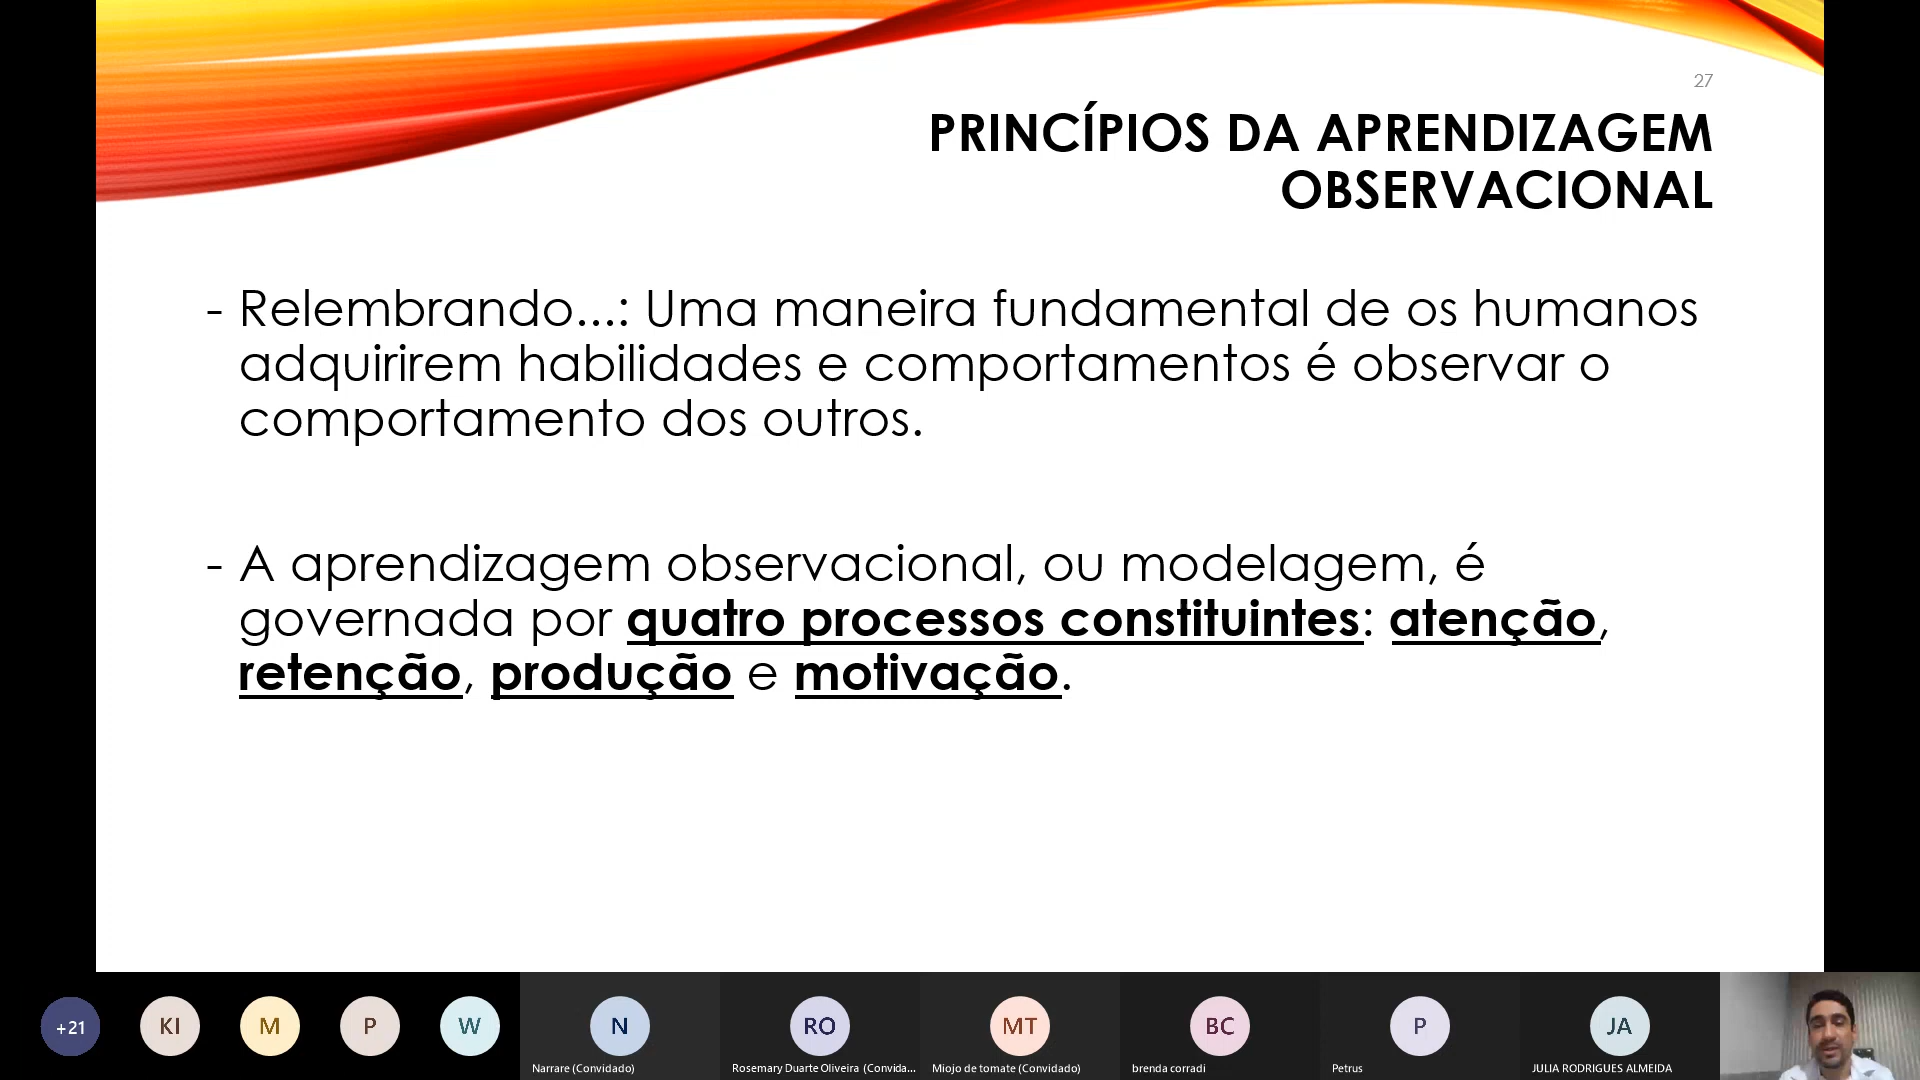 27
PRINCÍPIOS DA APRENDIZAGEM
OBSERVACIONAL
- Relembrando...: Uma maneira fundamental de os humanos
adquirirem habilidades e comportamentos é observar o
comportamento dos outros.
- A aprendizagem observacional, ou modelagem, é
governada por quatro processos constituintes: atenção,
retenção, produção e motivação.
+21
KI
M
P
W
N
RO
MT
BC
P
JA
Narrare (Convidado)
Rosemary Duarte Oliveira (Convida...
Miojo de tomate (Convidado)
brenda corradi
Petrus
JULIA RODRIGUES ALMEIDA